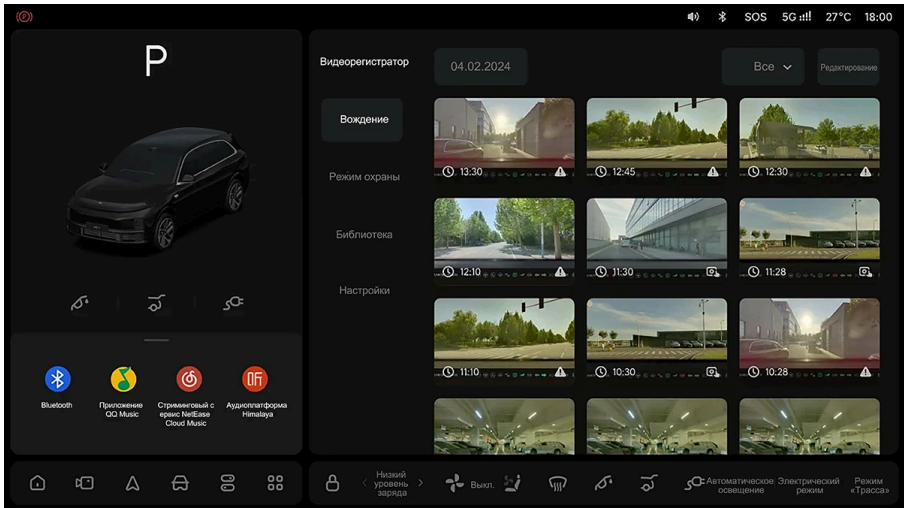 SOS 5G 27°C 18:00
P
Видеорегистратор
04.02.2024
Все
Редактирование
Вождение
Режим охраны
Библиотека
Настройки
13:30
12:45
12:30
12:10
11:30
11:28
11:10
10:30
10:28
Bluetooth
Приложение
QQ Music
Стриминговый с
ервис NetEase
Cloud Music
Аудиоплатформа
Himalaya
Низкий
уровень
заряда
Выкл.
Автоматическое
освещение
Электрический
режим
Режим
«Трасса»